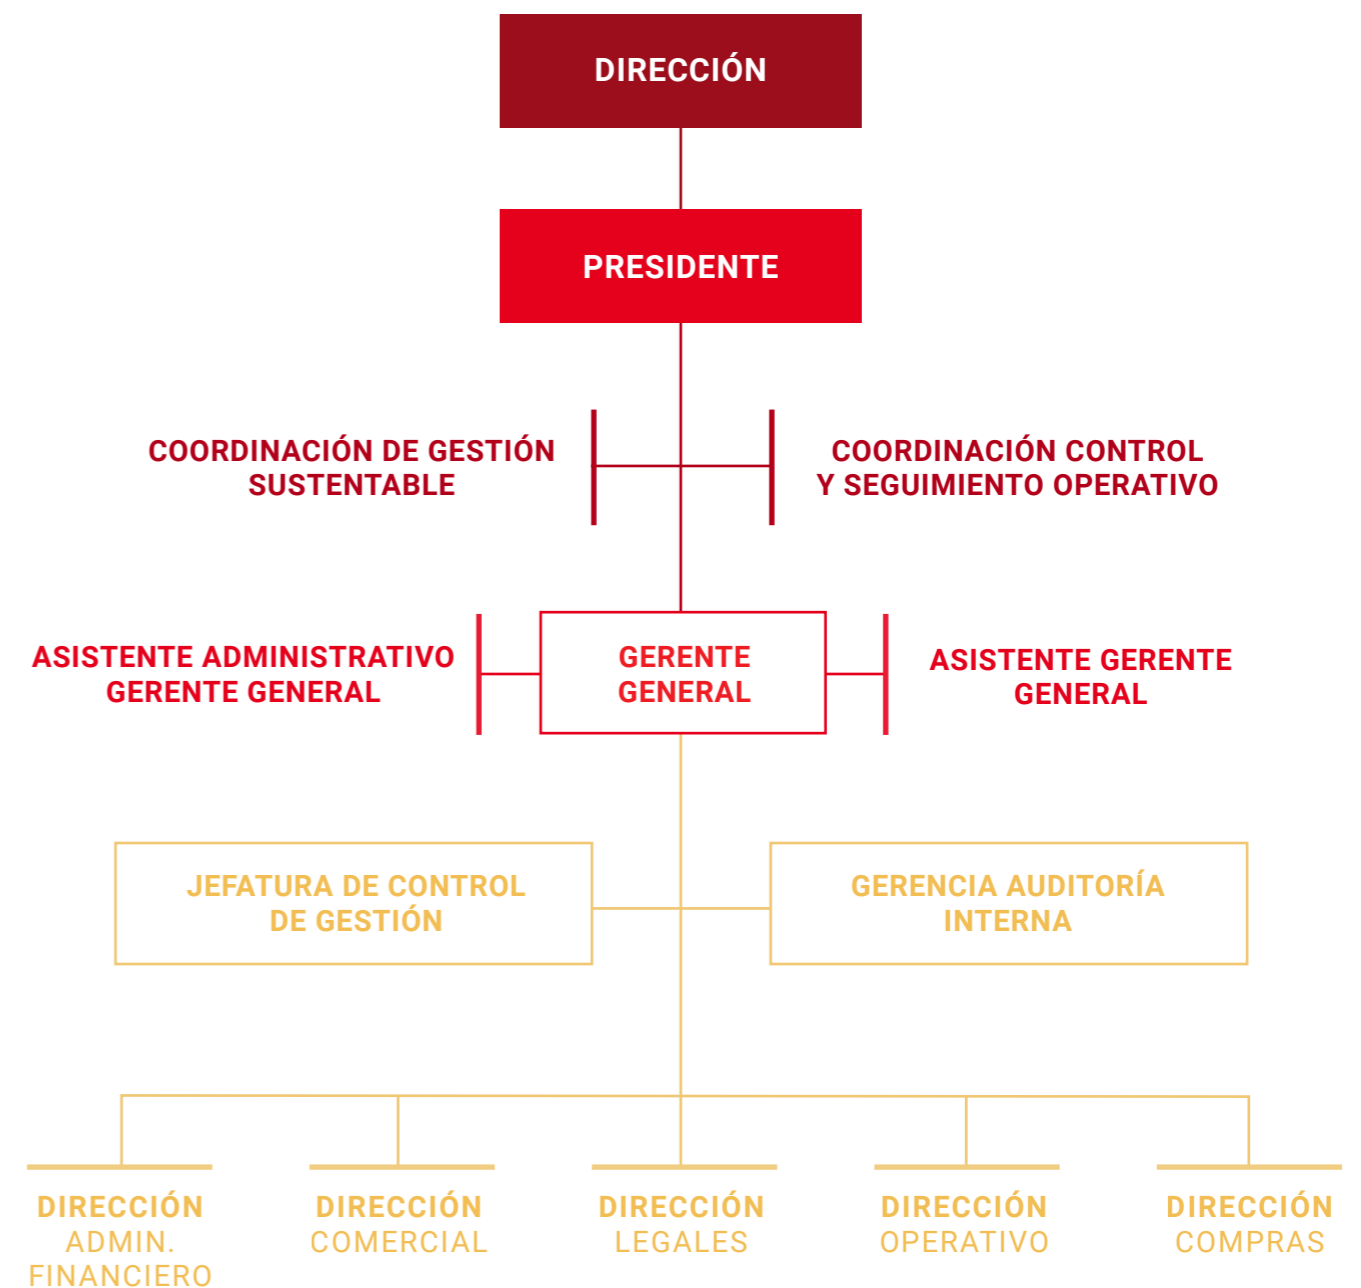 DIRECCIÓN
PRESIDENTE
COORDINACIÓN DE GESTIÓN
SUSTENTABLE
COORDINACIÓN CONTROL
Y SEGUIMIENTO OPERATIVO
ASISTENTE ADMINISTRATIVO
GERENTE GENERAL
GERENTE
GENERAL
ASISTENTE GERENTE
GENERAL
JEFATURA DE CONTROL
DE GESTIÓN
GERENCIA AUDITORÍA
INTERNA
DIRECCIÓN
ADMIN.
FINANCIERO
DIRECCIÓN
COMERCIAL
DIRECCIÓN
LEGALES
DIRECCIÓN
OPERATIVO
DIRECCIÓN
COMPRAS